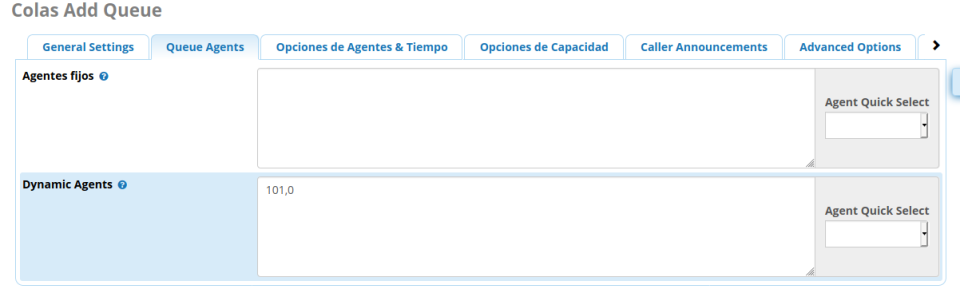 Colas Add Queue
General Settings
Queue Agents
Opciones de Agentes & Tiempo
Opciones de Capacidad
Caller Announcements
Advanced Options
Agentes fijos
Agent Quick Select
Dynamic Agents
101,0
Agent Quick Select